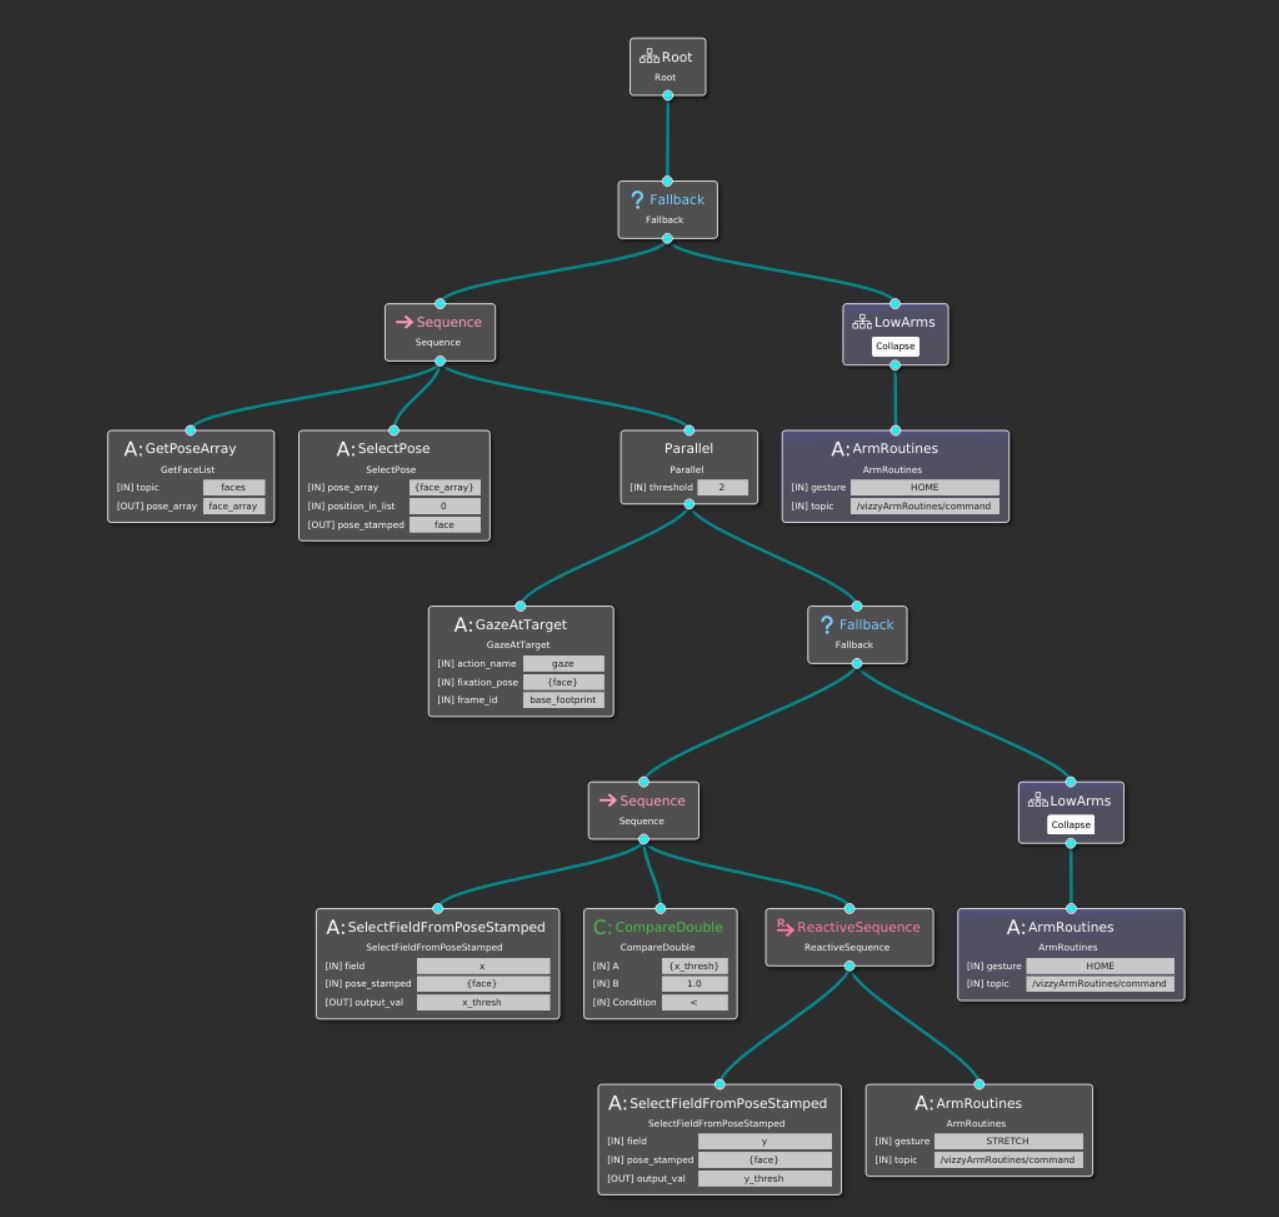 Root
Root
? Fallback
Fallback
Sequence
Sequence
LowArms
Collapse
A: GetPoseArray
GetFaceList
[IN] topic faces
[OUT] pose_array face_array
A: SelectPose
SelectPose
[IN] pose_array {face_array}
[IN] position_in_list 0
[OUT] pose_stamped face
Parallel
Parallel
[IN] threshold 2
A: ArmRoutines
ArmRoutines
[IN] gesture HOME
[IN] topic /vizzyArmRoutines/command
A: GazeAtTarget
GazeAtTarget
[IN] action_name gaze
[IN] fixation_pose {face}
[IN] frame_id base_footprint
? Fallback
Fallback
Sequence
Sequence
LowArms
Collapse
A: SelectFieldFromPoseStamped
SelectFieldFromPoseStamped
[IN] field x
[IN] pose_stamped {face}
[OUT] output_val x_thresh
C: CompareDouble
CompareDouble
[IN] A {x_thresh}
[IN] B 1.0
[IN] Condition <
R ReactiveSequence
ReactiveSequence
A: ArmRoutines
ArmRoutines
[IN] gesture HOME
[IN] topic /vizzyArmRoutines/command
A: SelectFieldFromPoseStamped
SelectFieldFromPoseStamped
[IN] field y
[IN] pose_stamped {face}
[OUT] output_val y_thresh
A: ArmRoutines
ArmRoutines
[IN] gesture STRETCH
[IN] topic /vizzyArmRoutines/command